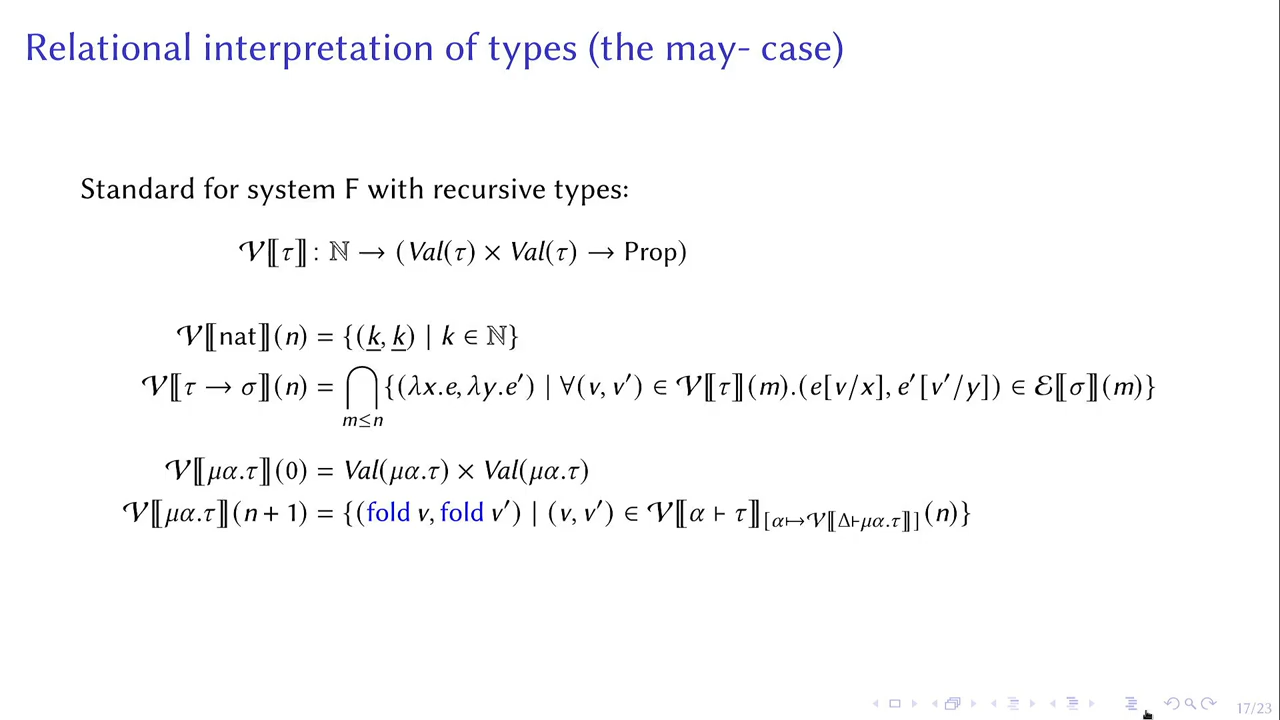 Relational interpretation of types (the may- case)
Standard for system F with recursive types:
𝒱⟦τ⟧ : ℕ → (Val(τ) × Val(τ) → Prop)
𝒱⟦nat⟧(n) = {(k, k) | k ∈ ℕ}
𝒱⟦τ → σ⟧(n) = ⋂ {(λx.e, λy.e′) | ∀(v, v′) ∈ 𝒱⟦τ⟧(m).(e[v/x], e′[v′/y]) ∈ ℰ⟦σ⟧(m)}
m≤n
𝒱⟦μα.τ⟧(0) = Val(μα.τ) × Val(μα.τ)
𝒱⟦μα.τ⟧(n + 1) = {(fold v, fold v′) | (v, v′) ∈ 𝒱⟦α ⊢ τ⟧[α↦𝒱⟦Δ⊢μα.τ⟧](n)}
17/23